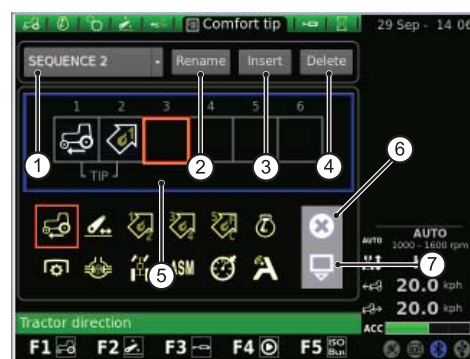 Comfort tip
29 Sep - 14 06
SEQUENCE 2
Rename
Insert
Delete
1 2 3 4 5 6
TIP
1
2
3
4
5
6
7
ASM
AUTO
AUTO
1000 - 1600 rpm
20.0 kph
20.0 kph
ACC
Tractor direction
F1
F2
F3
F4
F5 ISO Bus